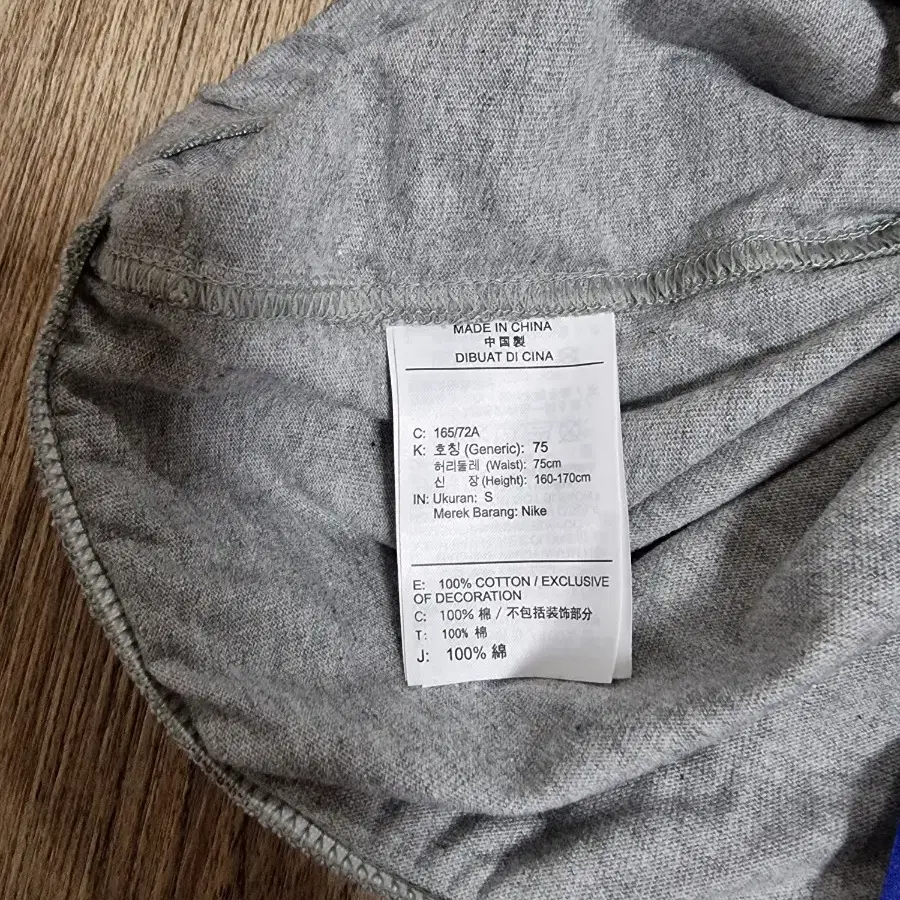 MADE IN CHINA
中国製
DIBUAT DI CINA
C: 165/72A
K: 호칭 (Generic): 75
허리둘레 (Waist): 75cm
신 장 (Height): 160-170cm
IN: Ukuran: S
Merek Barang: Nike
E: 100% COTTON / EXCLUSIVE
OF DECORATION
C: 100% 棉 / 不包括装饰部分
T: 100% 棉
J: 100% 綿